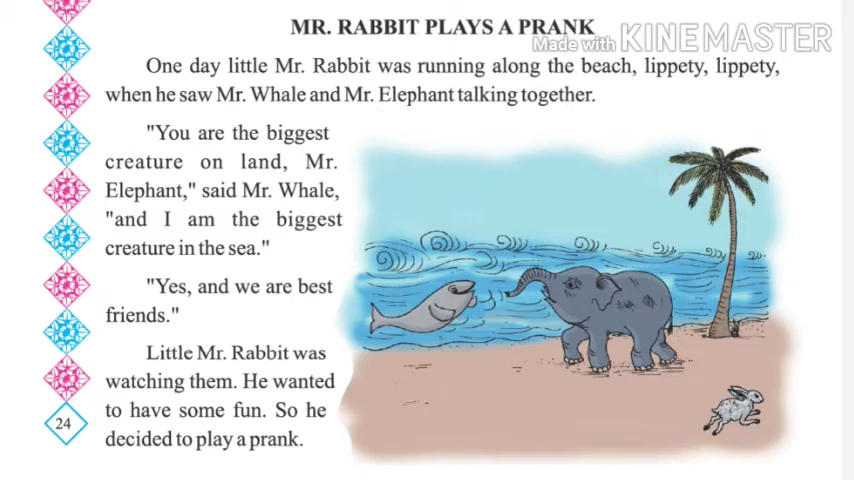 MR. RABBIT PLAYS A PRANK
Made with KINEMASTER
One day little Mr. Rabbit was running along the beach, lippety, lippety,
when he saw Mr. Whale and Mr. Elephant talking together.
"You are the biggest
creature on land, Mr.
Elephant," said Mr. Whale,
"and I am the biggest
creature in the sea."
"Yes, and we are best
friends."
Little Mr. Rabbit was
watching them. He wanted
to have some fun. So he
decided to play a prank.
24